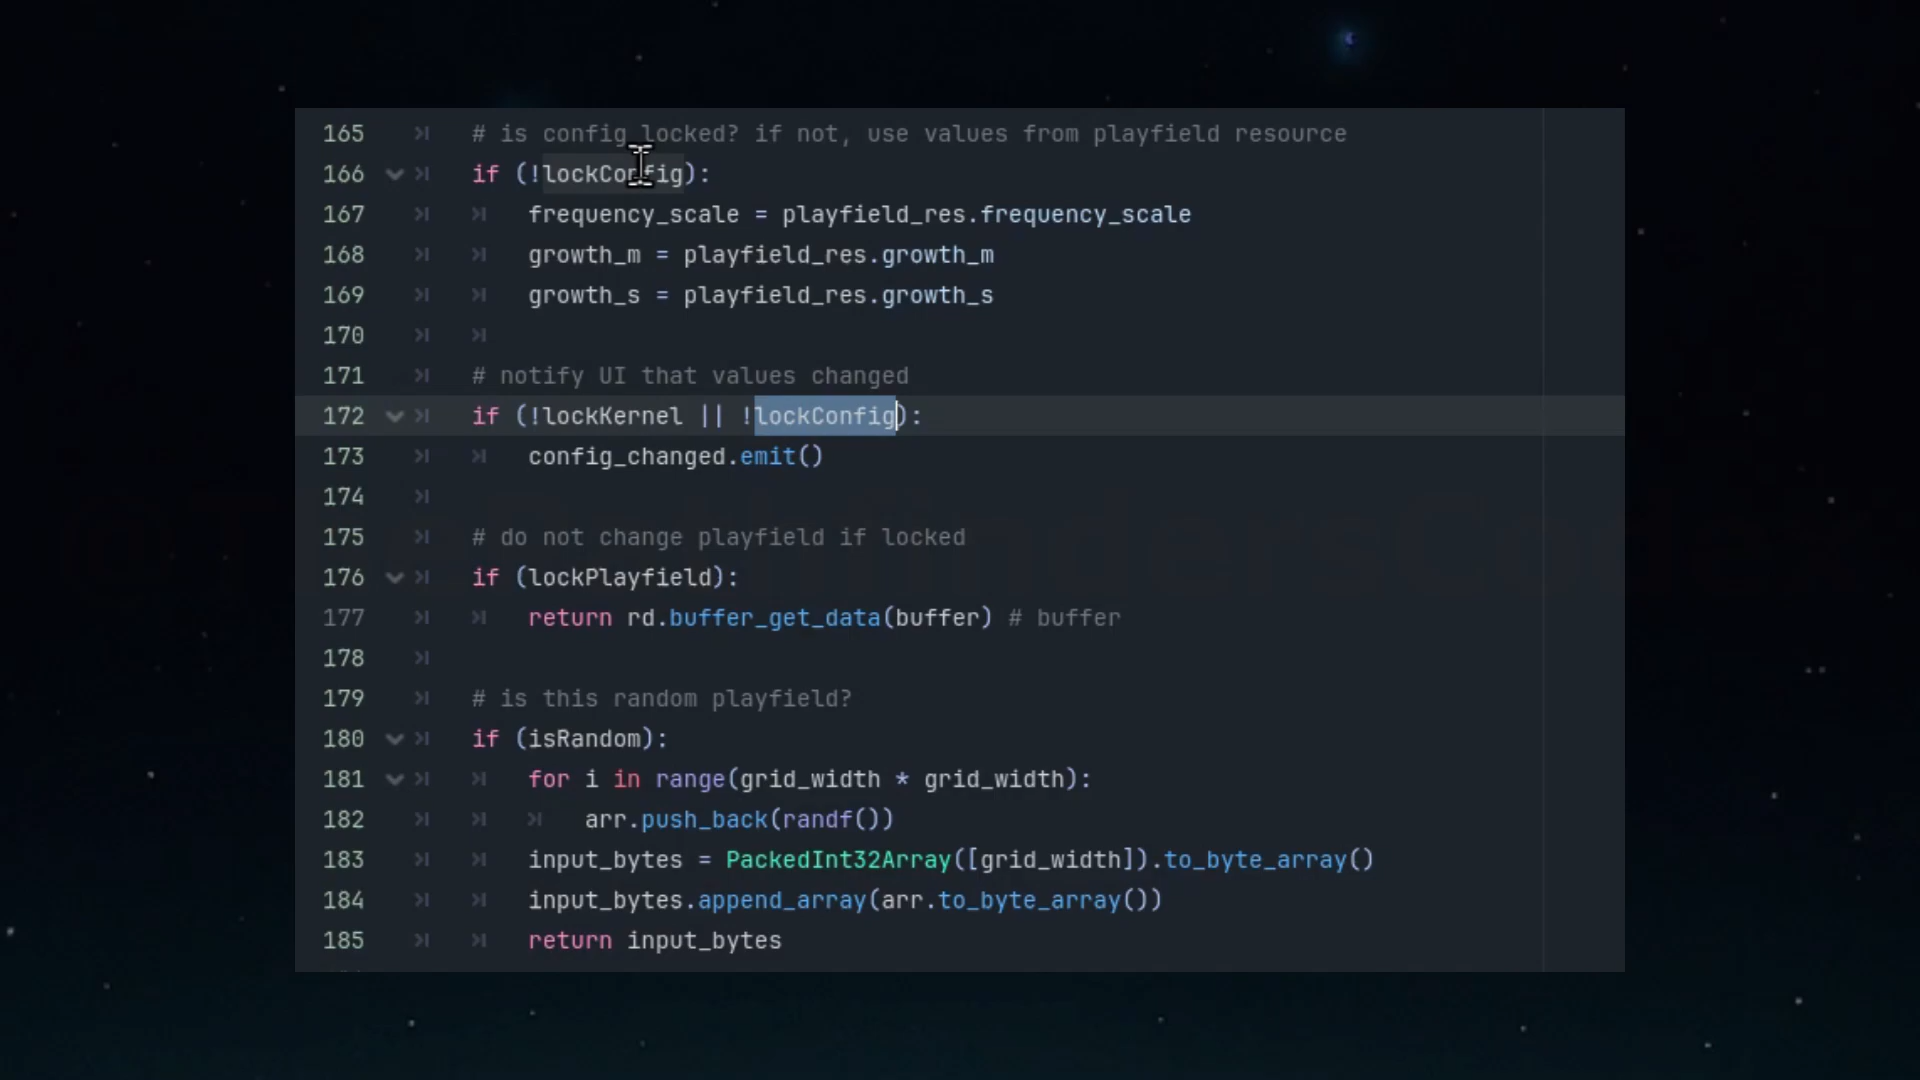 165 # is config locked? if not, use values from playfield resource
166 if (!lockConfig):
167 frequency_scale = playfield_res.frequency_scale
168 growth_m = playfield_res.growth_m
169 growth_s = playfield_res.growth_s
170
171 # notify UI that values changed
172 if (!lockKernel || !lockConfig):
173 config_changed.emit()
174
175 # do not change playfield if locked
176 if (lockPlayfield):
177 return rd.buffer_get_data(buffer) # buffer
178
179 # is this random playfield?
180 if (isRandom):
181 for i in range(grid_width * grid_width):
182 arr.push_back(randf())
183 input_bytes = PackedInt32Array([grid_width]).to_byte_array()
184 input_bytes.append_array(arr.to_byte_array())
185 return input_bytes